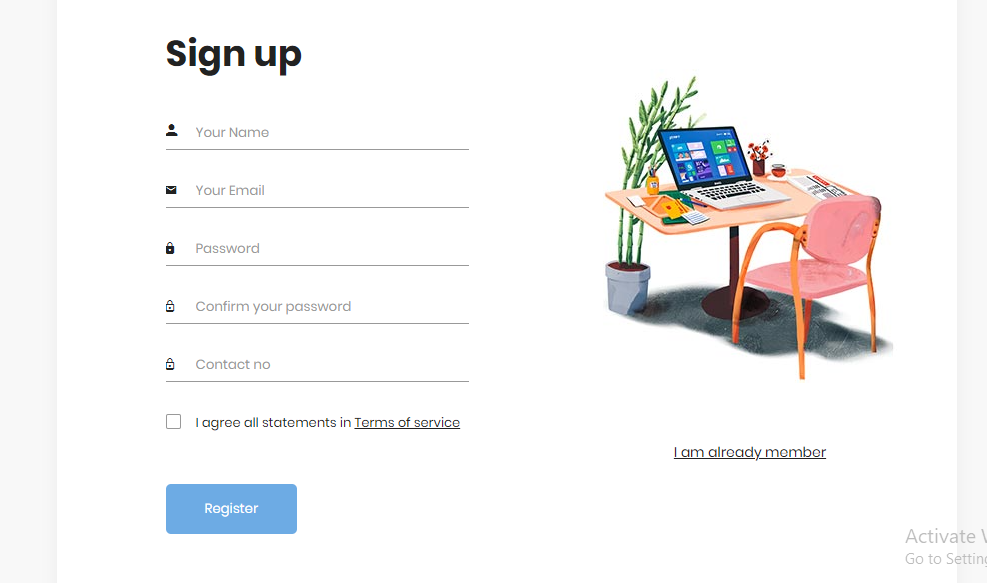 Sign up
Your Name
Your Email
Password
Confirm your password
Contact no
I agree all statements in Terms of service
I am already member
Register
Activate
Go to Setting